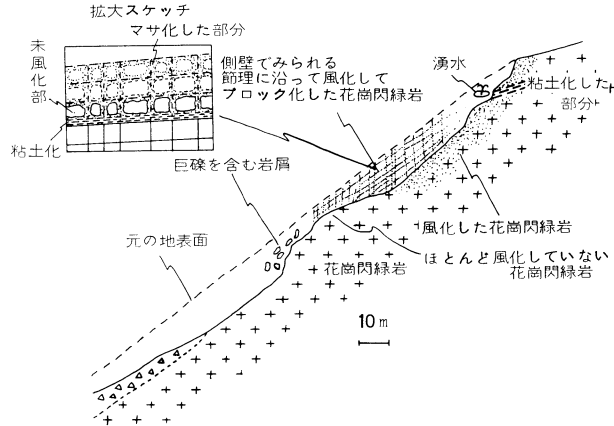 拡大スケッチ
マサ化した部分
未風化部
粘土化
側壁でみられる
節理に沿って風化して
ブロック化した花崗閃緑岩
湧水
粘土化した
部分
巨礫を含む岩屑
元の地表面
風化した花崗閃緑岩
ほとんど風化していない
花崗閃緑岩
花崗閃緑岩
10m